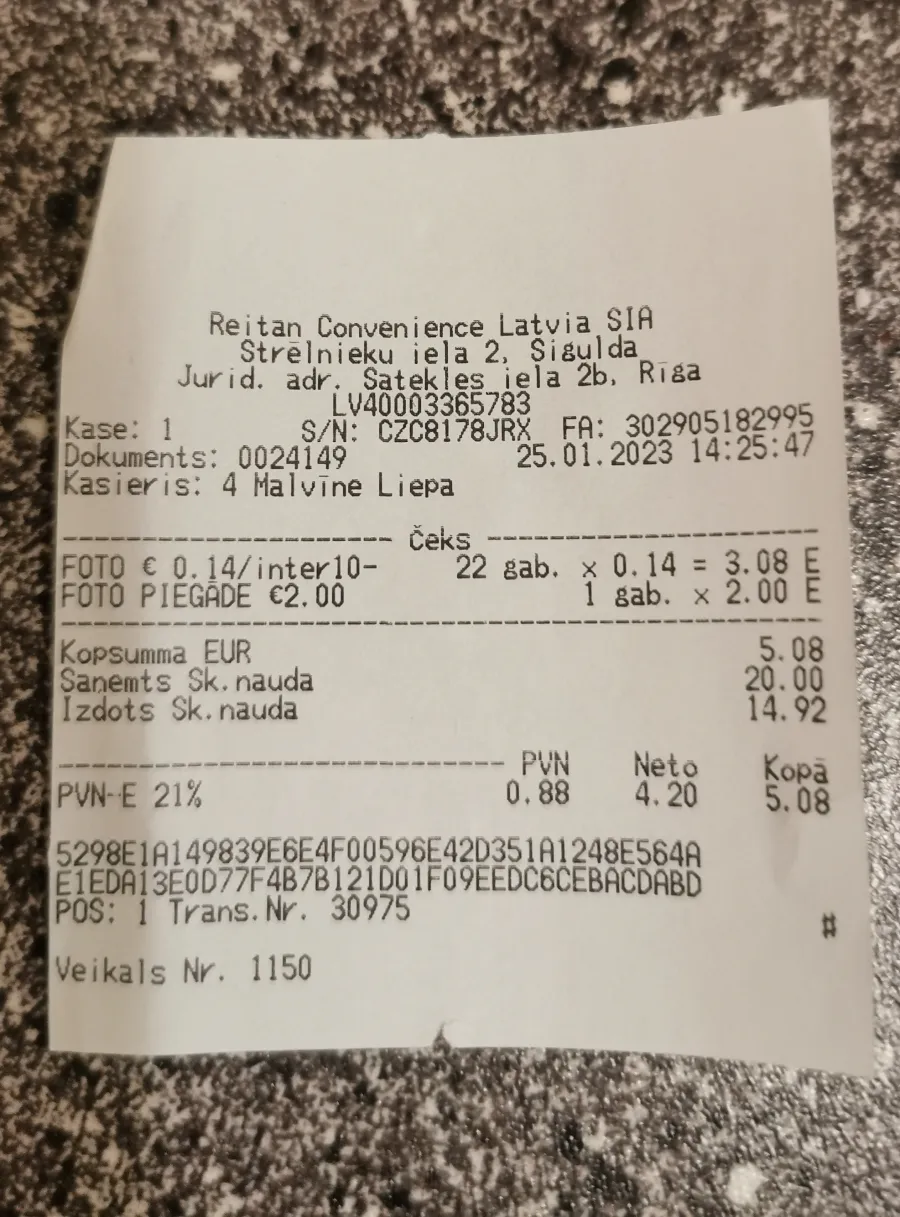 Reitan Convenience Latvia SIA
Strēlnieku iela 2, Sigulda
Jurid. adr. Satekles iela 2b, Rīga
LV40003365783
Kase: 1 S/N: CZC8178JRX FA: 302905182995
Dokuments: 0024149 25.01.2023 14:25:47
Kasieris: 4 Malvīne Liepa
------------------------- Čeks -------------------------
FOTO € 0.14/inter10- 22 gab. x 0.14 = 3.08 E
FOTO PIEGĀDE €2.00 1 gab. x 2.00 E
------------------------------------------------
Kopsumma EUR 5.08
Saņemts Sk.nauda 20.00
Izdots Sk.nauda 14.92
---------------------------- PVN Neto Kopā
PVN-E 21% 0.88 4.20 5.08
5298E1A149839E6E4F00596E42D351A1248E564A
E1EDA13E0D77F4B7B121D01F09EEDC6CEBACDABD
POS: 1 Trans.Nr. 30975
#
Veikals Nr. 1150